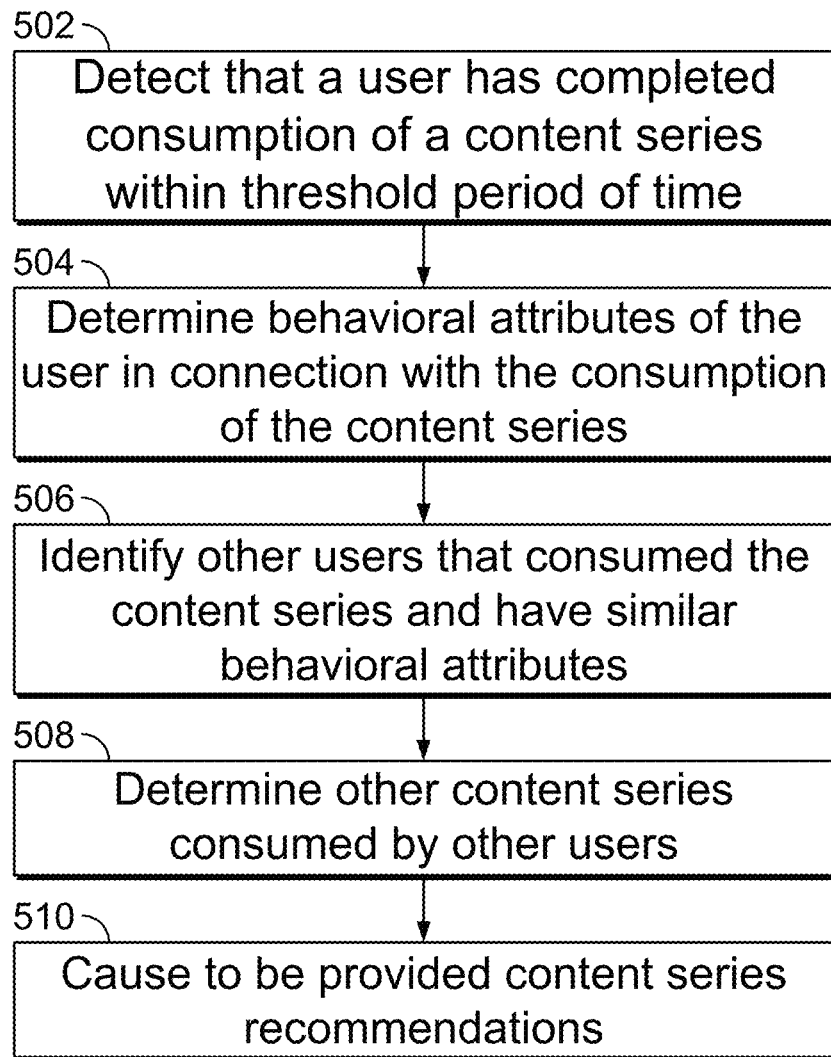 502
Detect that a user has completed
consumption of a content series
within threshold period of time
504
Determine behavioral attributes of the
user in connection with the consumption
of the content series
506
Identify other users that consumed the
content series and have similar
behavioral attributes
508
Determine other content series
consumed by other users
510
Cause to be provided content series
recommendations